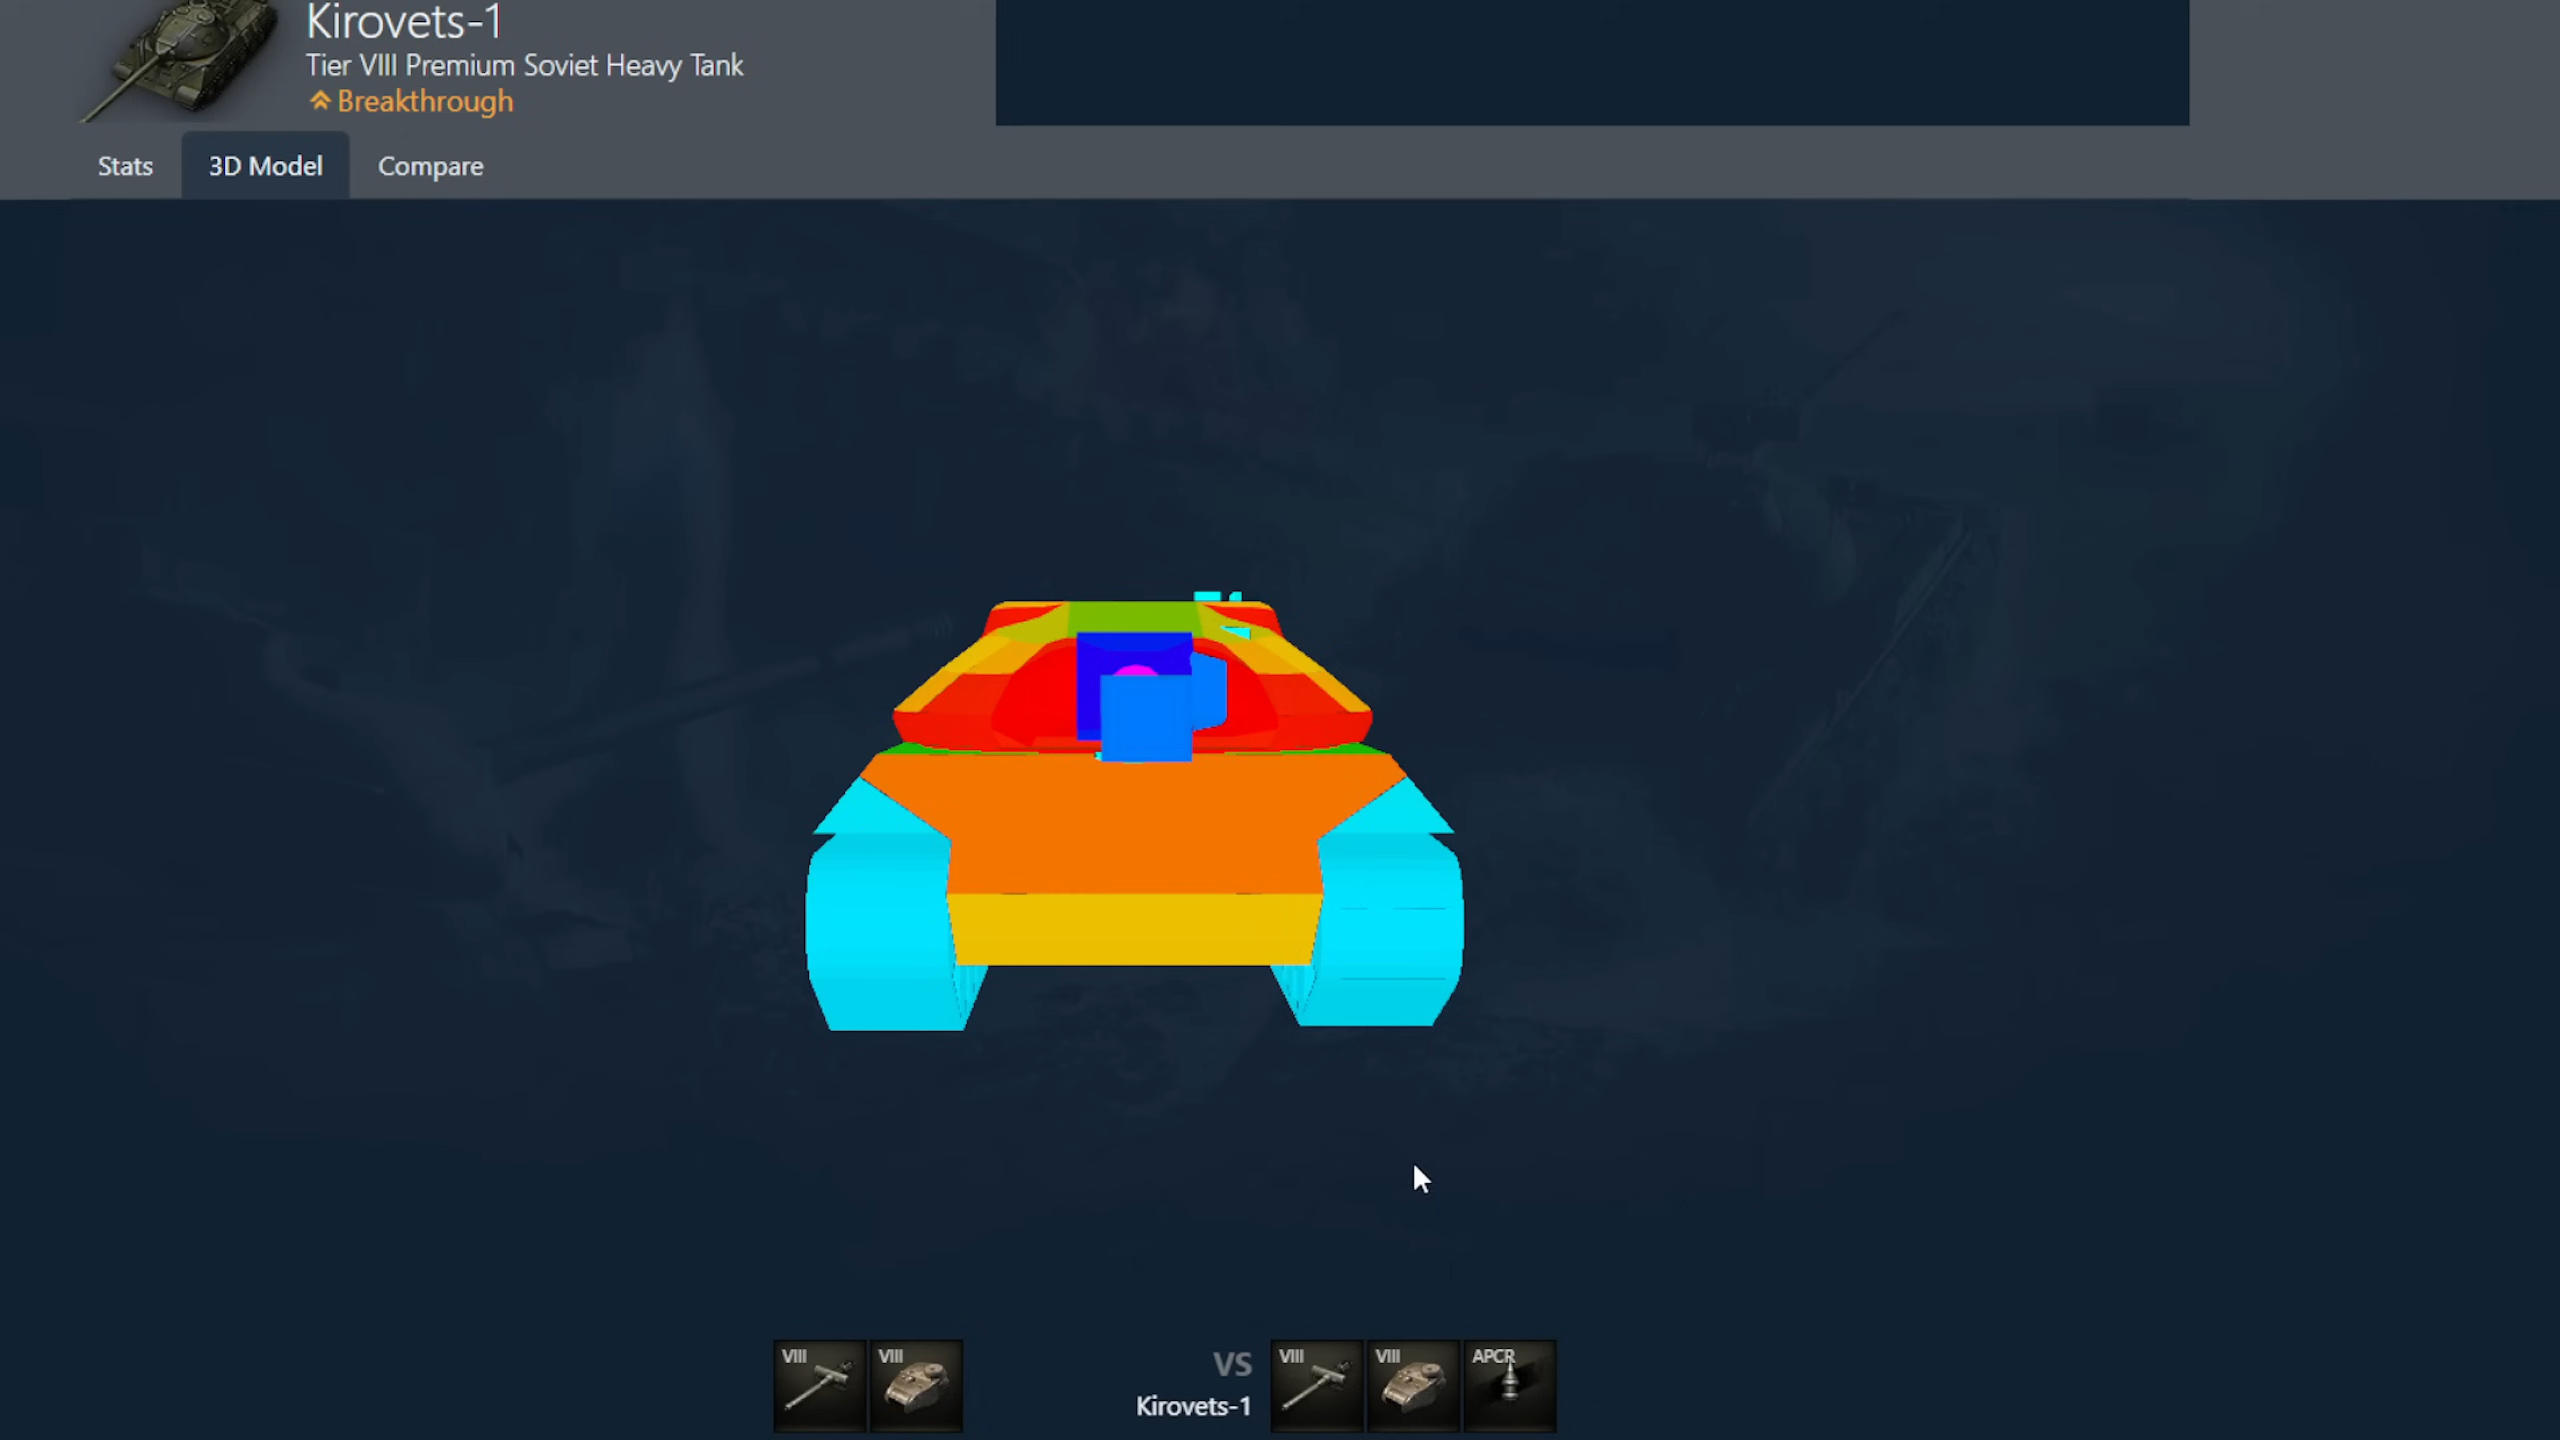 Kirovets-1
Tier VIII Premium Soviet Heavy Tank
Breakthrough
Stats 3D Model Compare
VIII VIII VS VIII VIII APCR
Kirovets-1